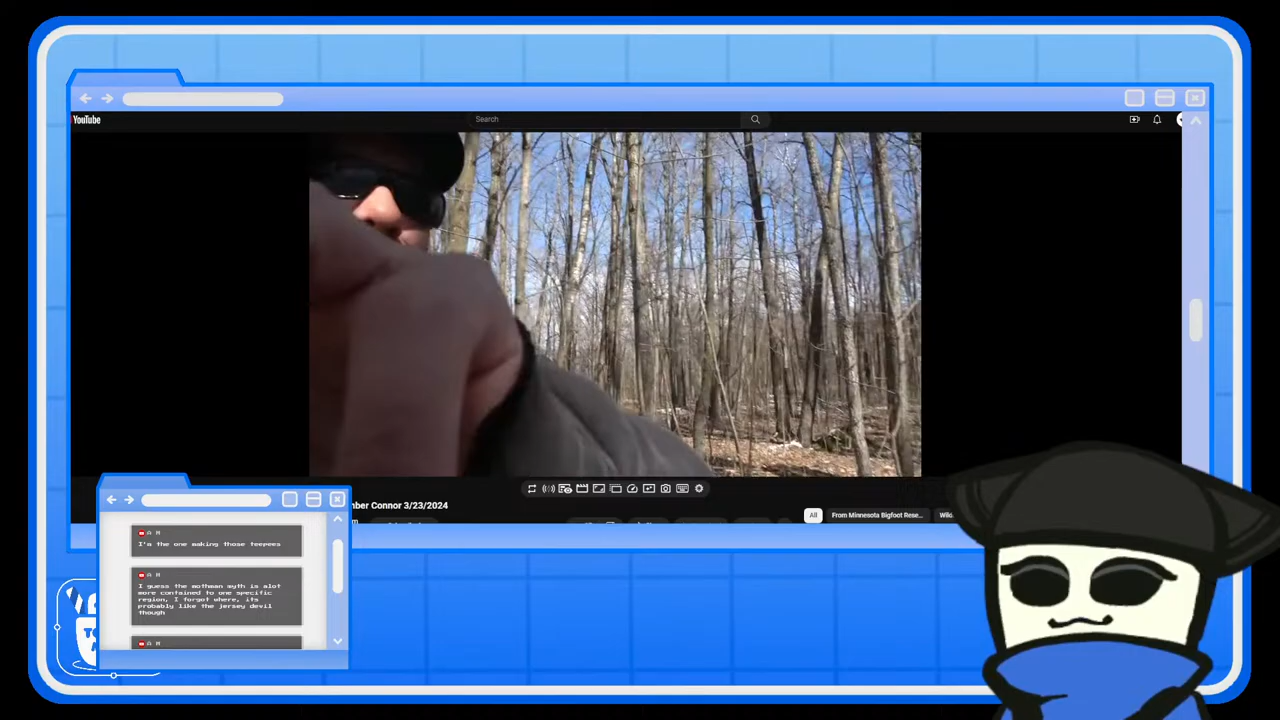 YouTube
Search
mber Connor 3/23/2024
All
From Minnesota Bigfoot Rese...
A M
I'm the one making those teepees
A M
I guess the mothman myth is alot
more contained to one specific
region, I forgot where, its
probably like the jersey devil
though
A M